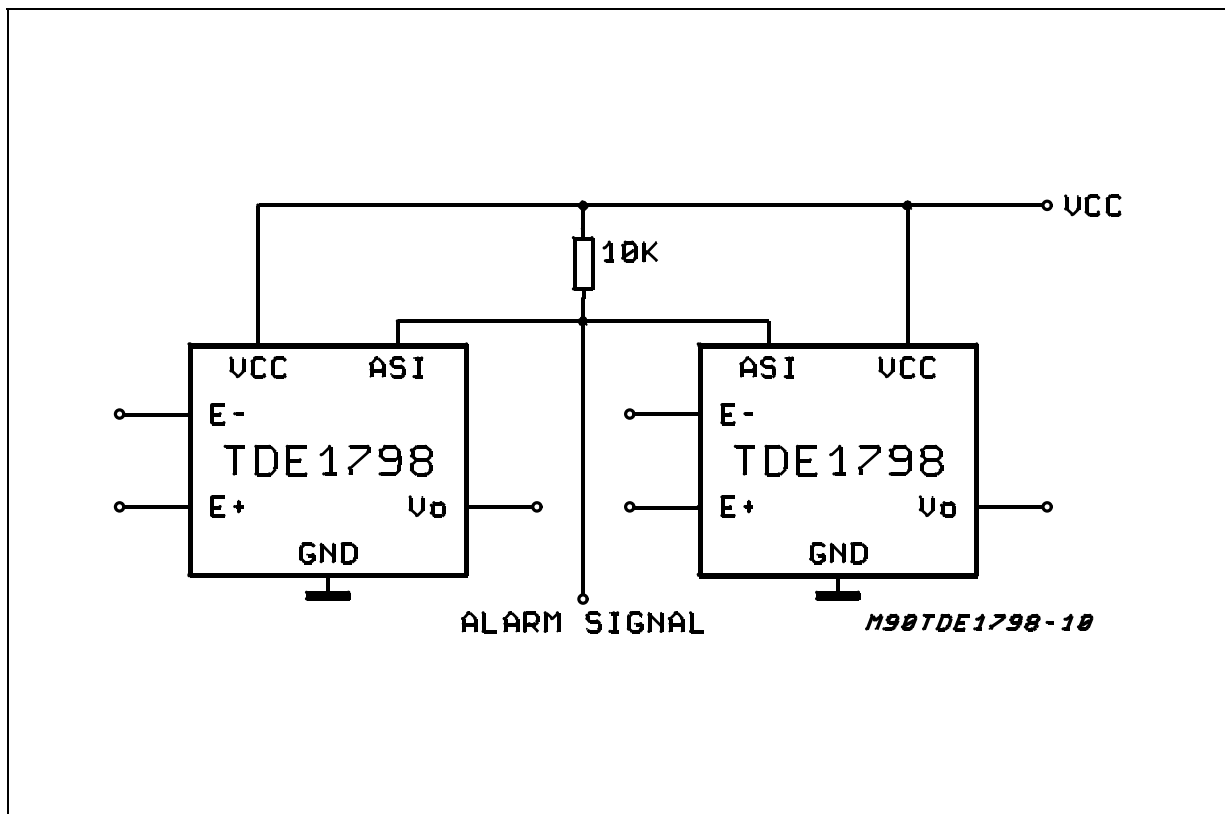 VCC
10K
VCC ASI
E-
TDE1798
E+ Vo
GND
ASI VCC
E-
TDE1798
E+ Vo
GND
ALARM SIGNAL
M90TDE1798-10